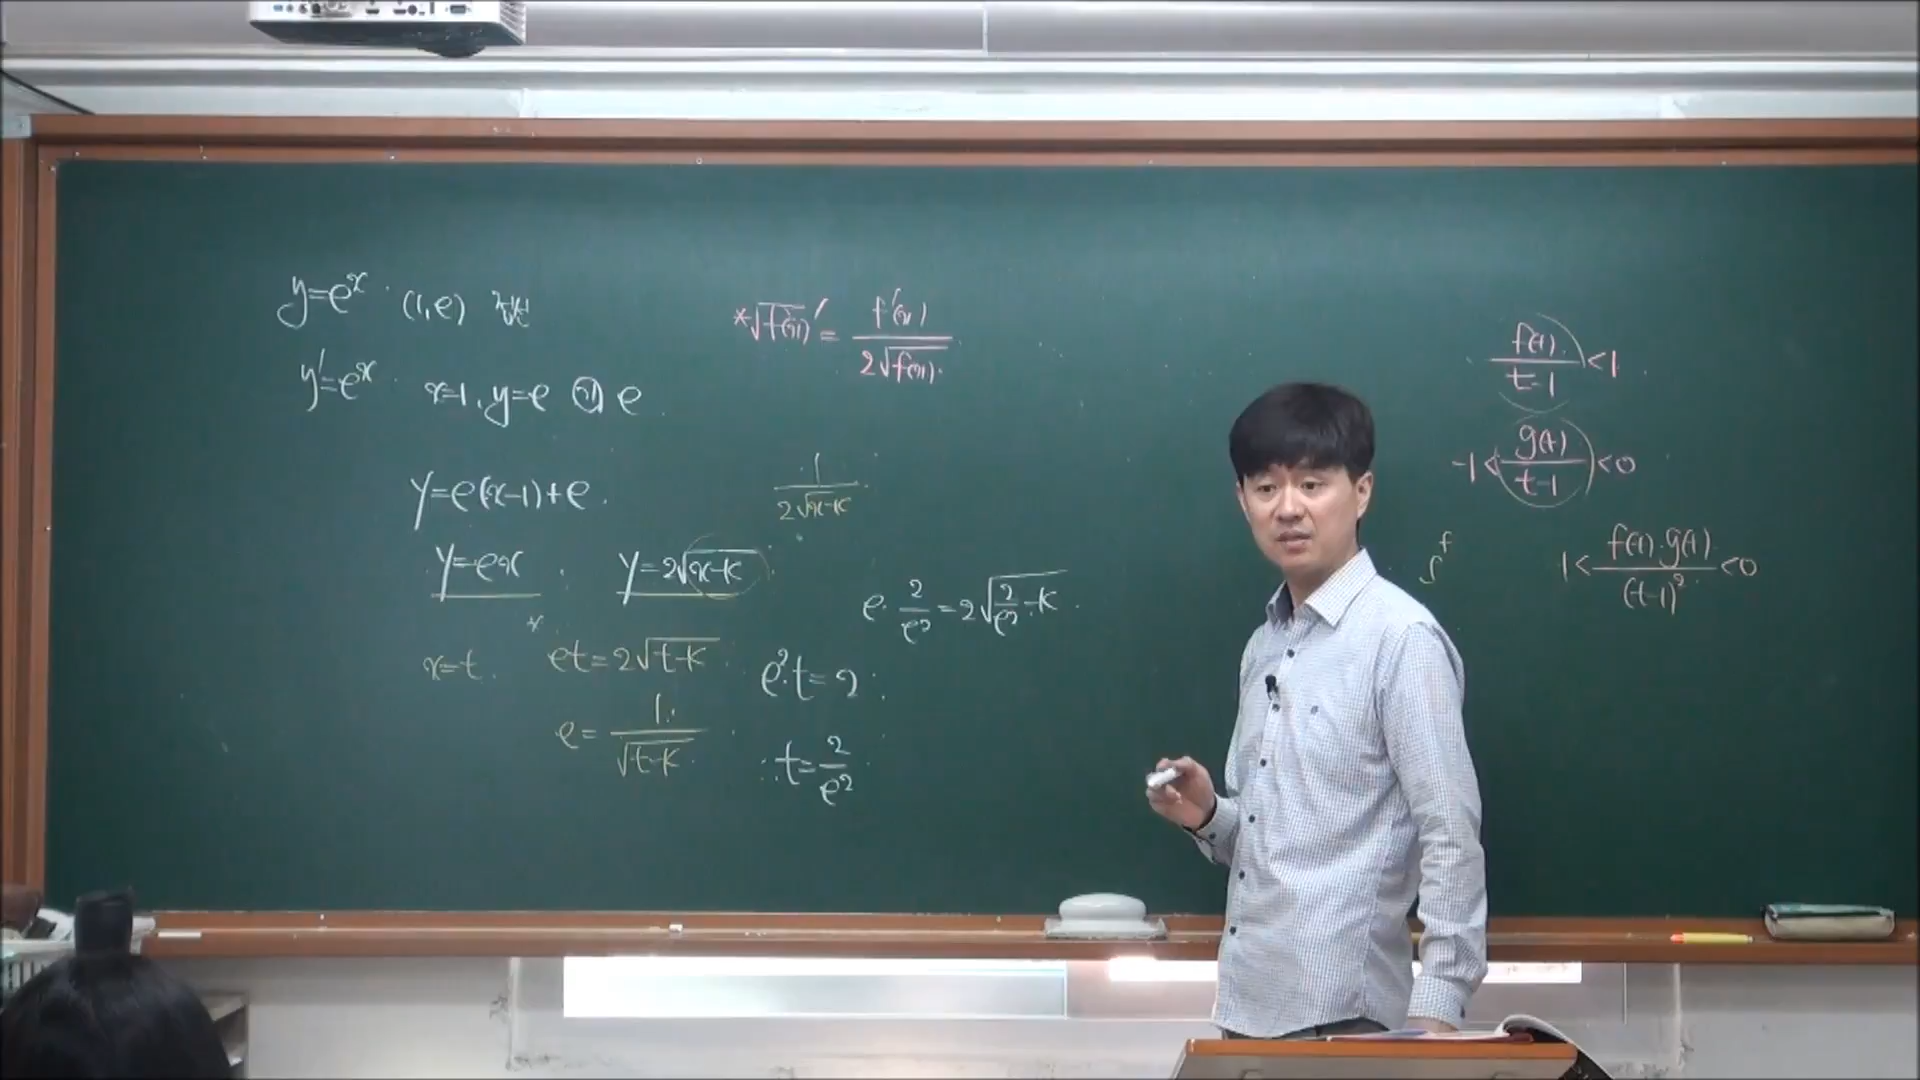 y=e^x (1,e) 접선
y'=e^x x=1, y=e e
y=e(x-1)+e
y=ex y=2√(x-k)
x=t et=2√(t-k)
e=1/√(t-k)
*√f(x)' = f'(x)/2√f(x)
1/2√(x-k)
e·2/e²=2√(2/e²-k)
e²·t=2
∴t=2/e²
f(t)/(t-1)<1
-1<g(t)/(t-1)<0
f
1<f(t)·g(t)/(t-1)²<0